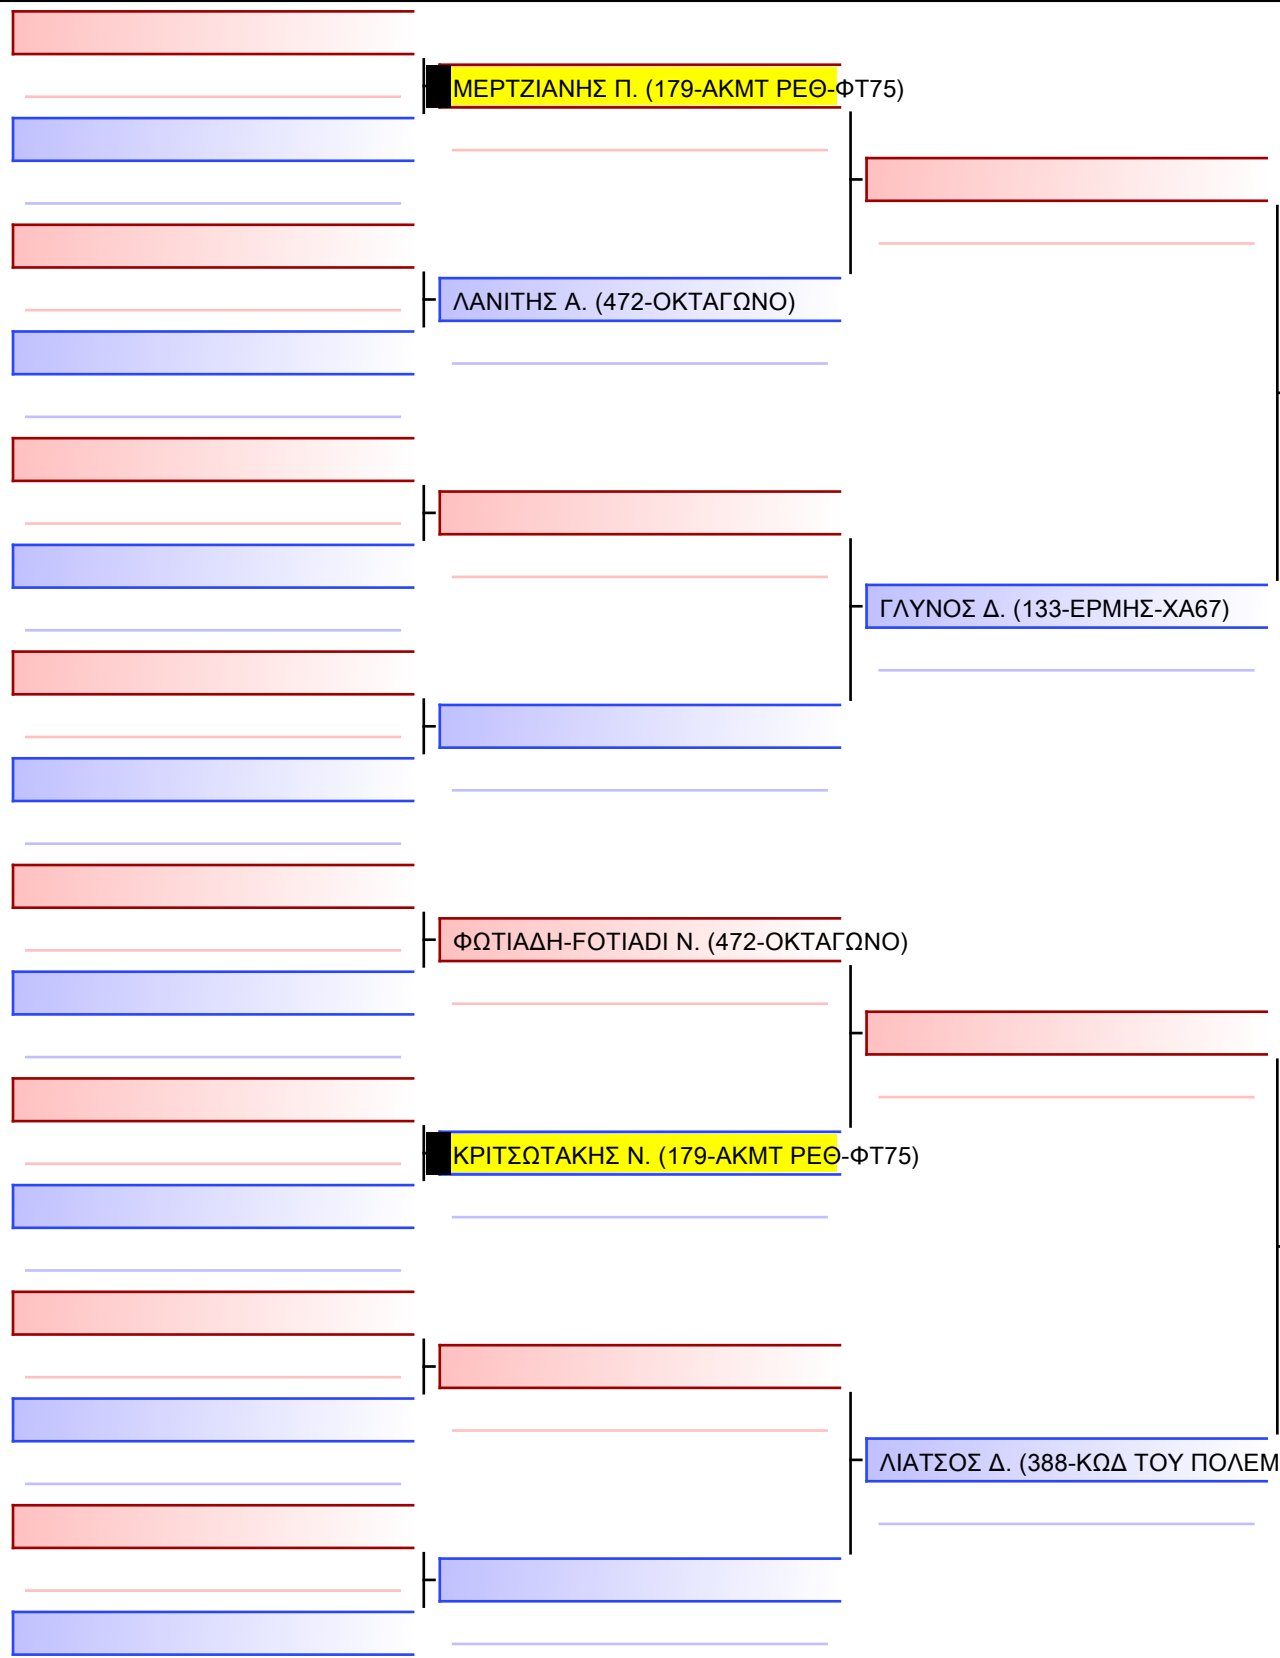 ΜΕΡΤΖΙΑΝΗΣ Π. (179-ΑΚΜΤ ΡΕΘ-ΦΤ75)
ΛΑΝΙΤΗΣ Α. (472-ΟΚΤΑΓΩΝΟ)
ΓΛΥΝΟΣ Δ. (133-ΕΡΜΗΣ-ΧΑ67)
ΦΩΤΙΑΔΗ-FOTIADI Ν. (472-ΟΚΤΑΓΩΝΟ)
ΚΡΙΤΣΩΤΑΚΗΣ Ν. (179-ΑΚΜΤ ΡΕΘ-ΦΤ75)
ΛΙΑΤΣΟΣ Δ. (388-ΚΩΔ ΤΟΥ ΠΟΛΕΜ